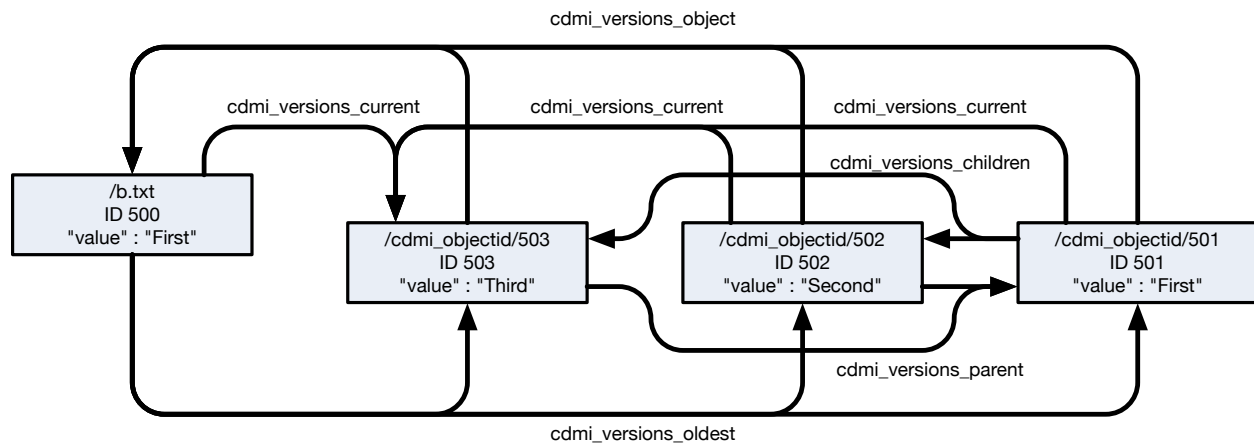 cdmi_versions_object
cdmi_versions_current
cdmi_versions_current
cdmi_versions_current
cdmi_versions_children
/b.txt
ID 500
"value" : "First"
/cdmi_objectid/503
ID 503
"value" : "Third"
/cdmi_objectid/502
ID 502
"value" : "Second"
/cdmi_objectid/501
ID 501
"value" : "First"
cdmi_versions_parent
cdmi_versions_oldest